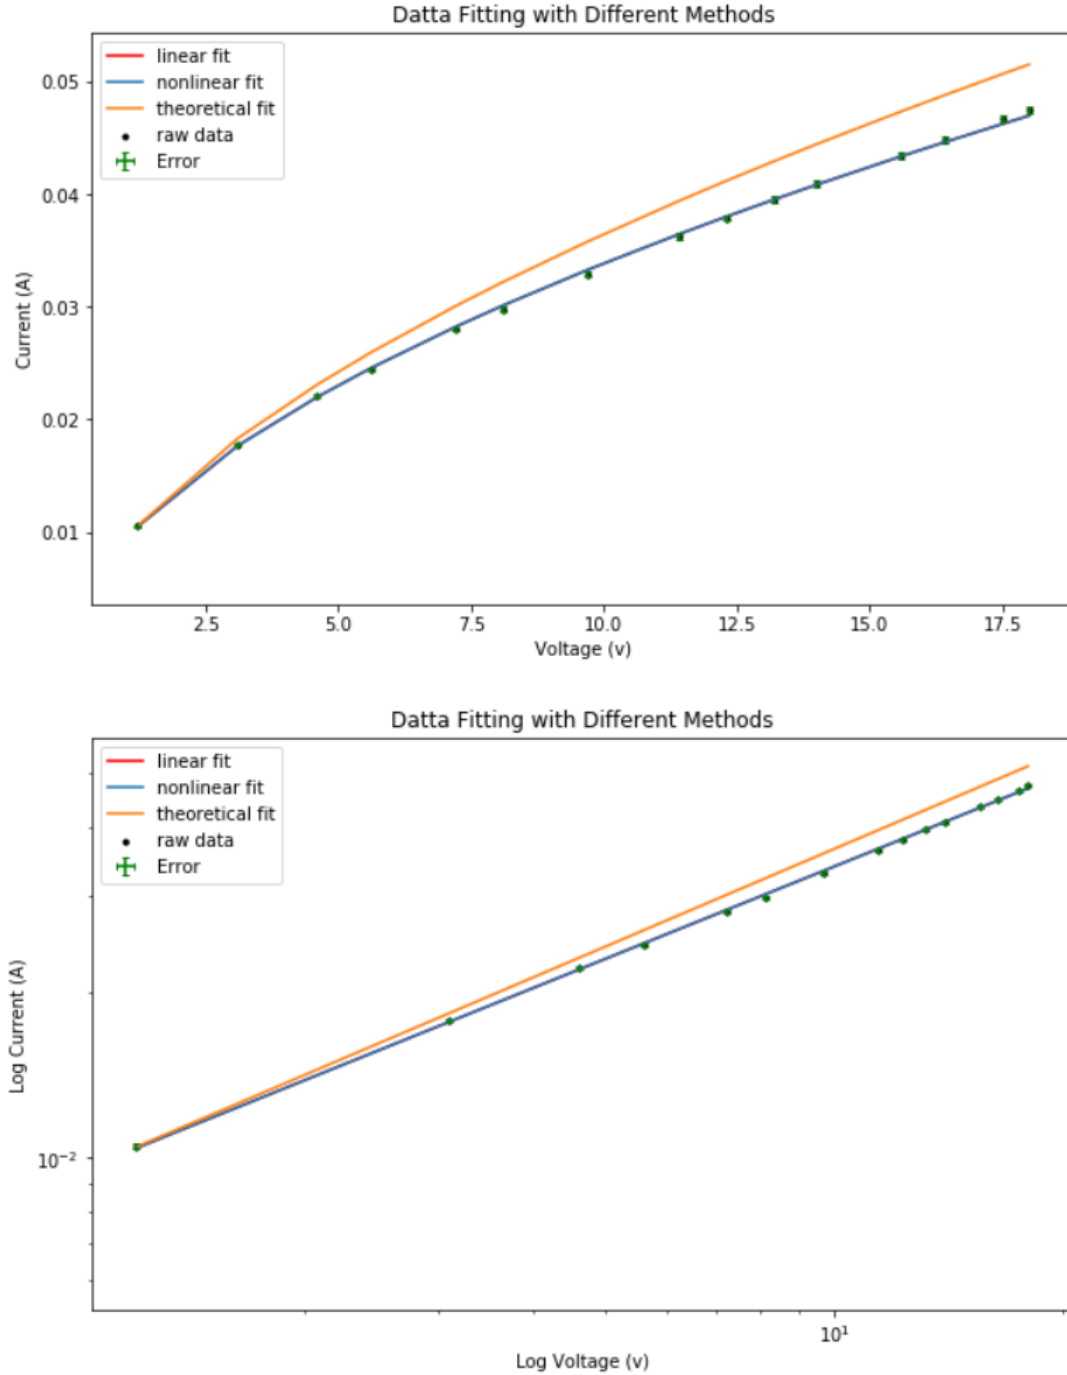 Datta Fitting with Different Methods
linear fit
nonlinear fit
theoretical fit
raw data
Error
0.05
0.04
0.03
0.02
0.01
Current (A)
2.5 5.0 7.5 10.0 12.5 15.0 17.5
Voltage (v)
Datta Fitting with Different Methods
linear fit
nonlinear fit
theoretical fit
raw data
Error
10⁻²
Log Current (A)
10¹
Log Voltage (v)